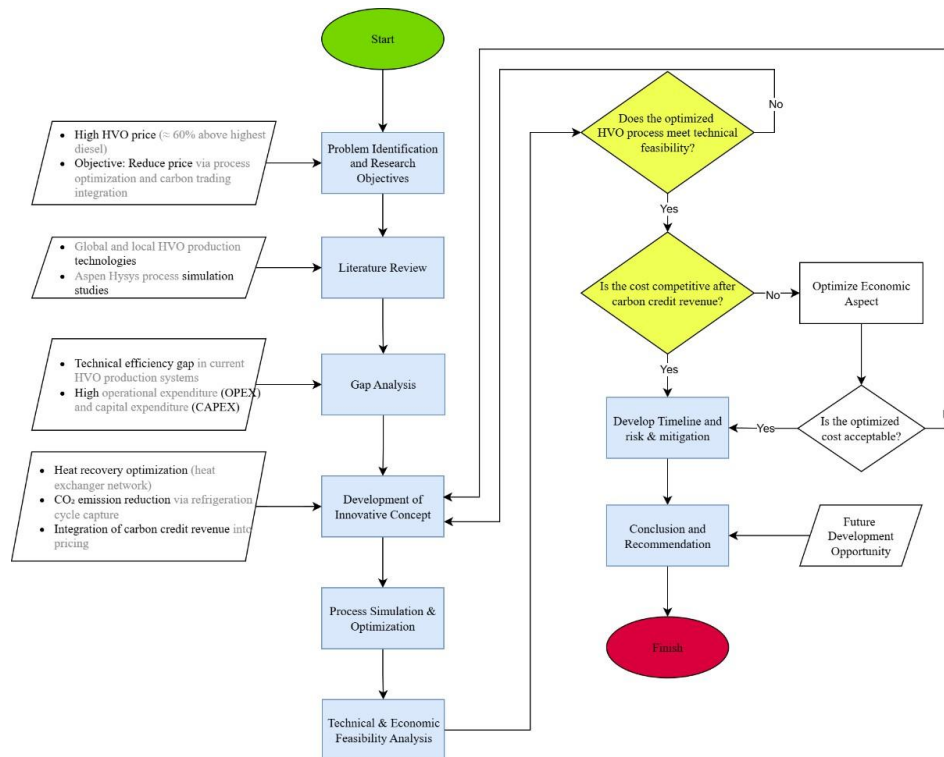 Start
• High HVO price (≈ 60% above highest
diesel)
• Objective: Reduce price via process
optimization and carbon trading
integration
Problem Identification
and Research
Objectives
• Global and local HVO production
technologies
• Aspen Hysys process simulation
studies
Literature Review
• Technical efficiency gap in current
HVO production systems
• High operational expenditure (OPEX)
and capital expenditure (CAPEX)
Gap Analysis
• Heat recovery optimization (heat
exchanger network)
• CO₂ emission reduction via refrigeration
cycle capture
• Integration of carbon credit revenue into
pricing
Development of
Innovative Concept
Process Simulation &
Optimization
Technical & Economic
Feasibility Analysis
Does the optimized
HVO process meet technical
feasibility?
No
Yes
Is the cost competitive after
carbon credit revenue?
No
Optimize Economic
Aspect
Yes
Is the optimized
cost acceptable?
Yes
Develop Timeline and
risk & mitigation
Conclusion and
Recommendation
Future
Development
Opportunity
Finish